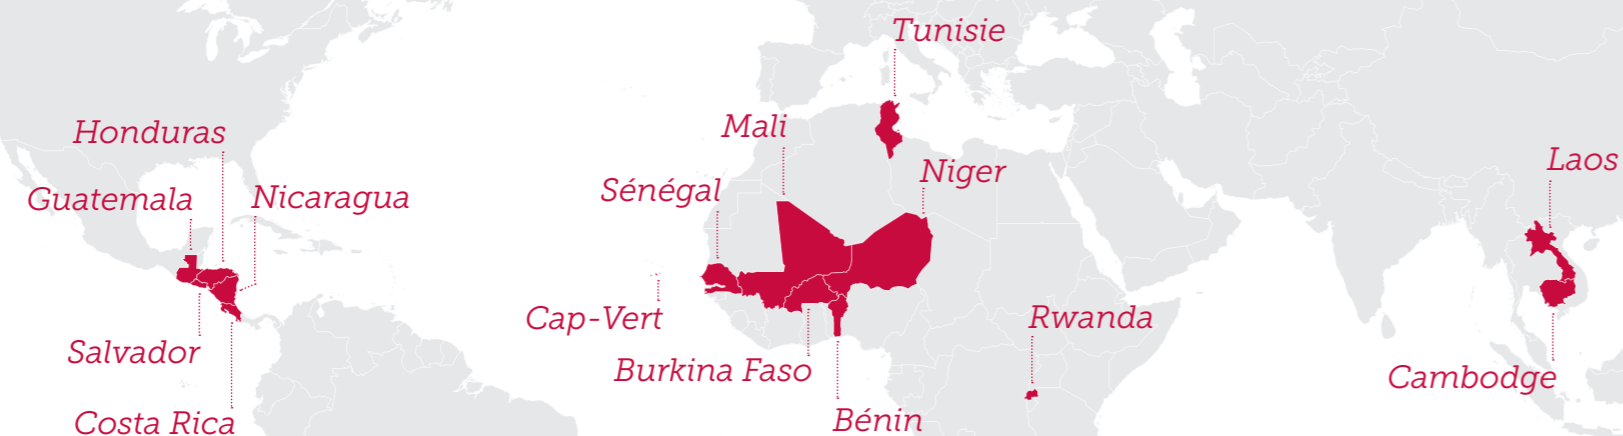 Tunisie
Mali
Honduras
Laos
Niger
Sénégal
Guatemala
Nicaragua
Cap-Vert
Rwanda
Salvador
Burkina Faso
Cambodge
Costa Rica
Bénin